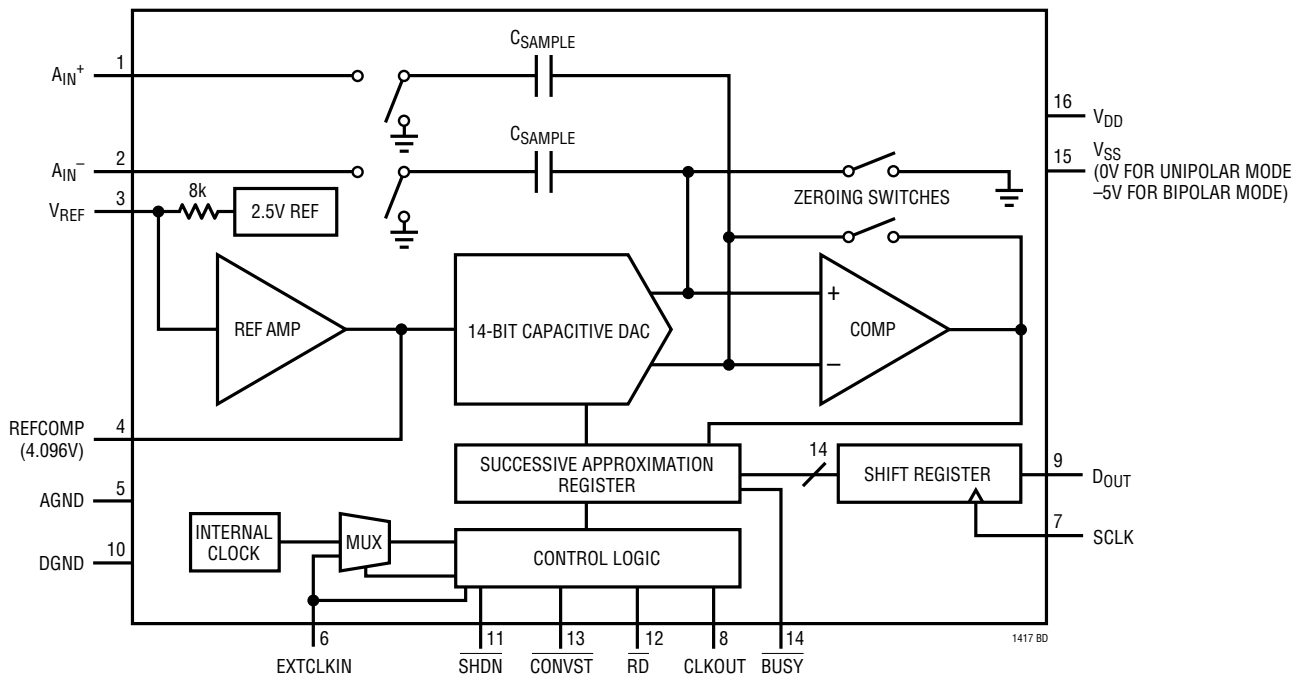 CSAMPLE
1
AIN+
16
VDD
CSAMPLE
2
AIN–
VSS
15
(0V FOR UNIPOLAR MODE
–5V FOR BIPOLAR MODE)
8k
3
VREF
2.5V REF
ZEROING SWITCHES
+
REF AMP
14-BIT CAPACITIVE DAC
COMP
–
4
REFCOMP
(4.096V)
14
SUCCESSIVE APPROXIMATION
REGISTER
SHIFT REGISTER
9
DOUT
5
AGND
7
SCLK
INTERNAL
CLOCK
MUX
CONTROL LOGIC
10
DGND
6
11
13
12
8
14
1417 BD
EXTCLKIN
SHDN
CONVST
RD
CLKOUT
BUSY